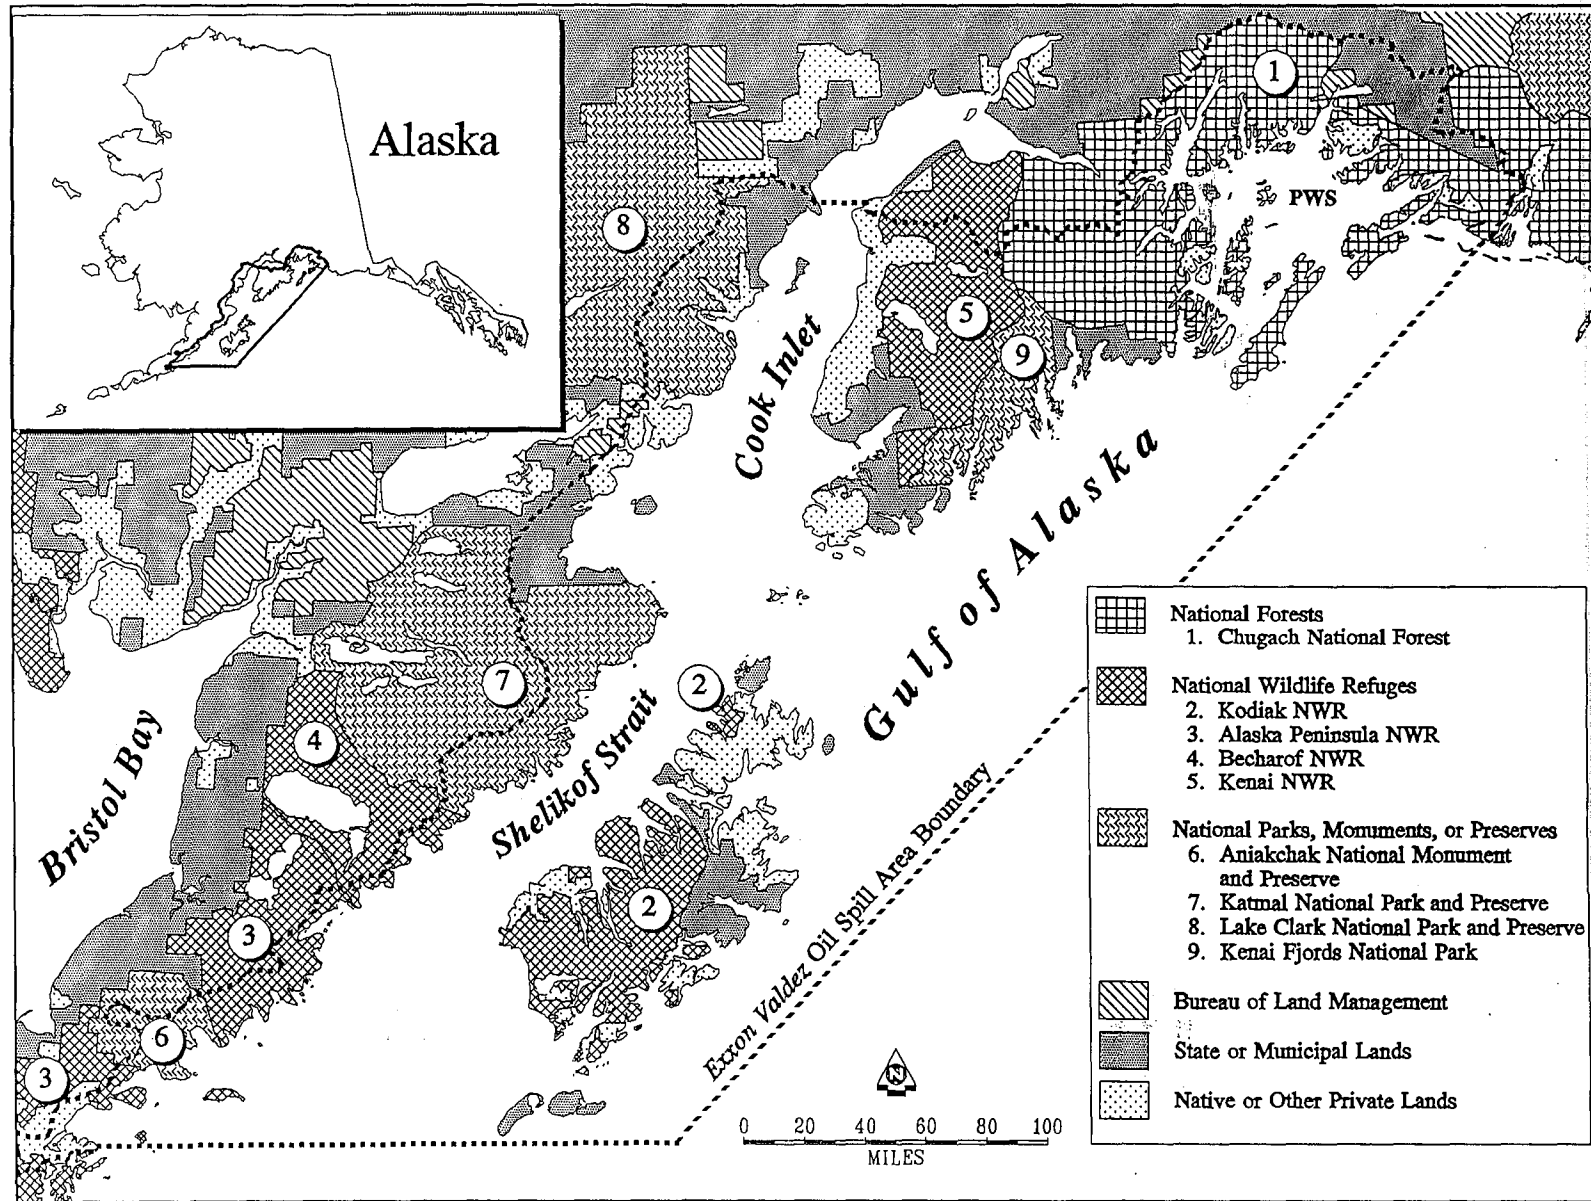 Alaska
1
8
PWS
5
9
Cook Inlet
Gulf of Alaska
7
2
4
Bristol Bay
Shelikof Strait
2
3
6
3
Exxon Valdez Oil Spill Area Boundary
N
0 20 40 60 80 100
MILES
National Forests
1. Chugach National Forest
National Wildlife Refuges
2. Kodiak NWR
3. Alaska Peninsula NWR
4. Becharof NWR
5. Kenai NWR
National Parks, Monuments, or Preserves
6. Aniakchak National Monument
and Preserve
7. Katmai National Park and Preserve
8. Lake Clark National Park and Preserve
9. Kenai Fjords National Park
Bureau of Land Management
State or Municipal Lands
Native or Other Private Lands